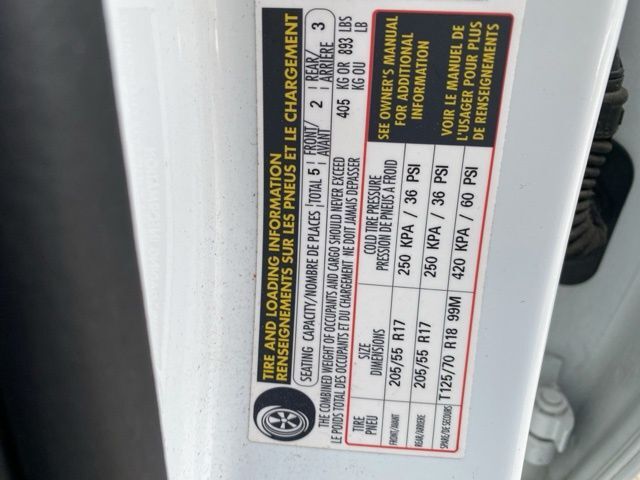 TIRE AND LOADING INFORMATION
RENSEIGNEMENTS SUR LES PNEUS ET LE CHARGEMENT
SEATING CAPACITY/NOMBRE DE PLACES TOTAL 5 FRONT/AVANT 2 REAR/ARRIÈRE 3
THE COMBINED WEIGHT OF OCCUPANTS AND CARGO SHOULD NEVER EXCEED 405 KG OR 893 LBS
LE POIDS TOTAL DES OCCUPANTS ET DU CHARGEMENT NE DOIT JAMAIS DEPASSER KG OU LB
TIRE PNEU SIZE DIMENSIONS COLD TIRE PRESSURE PRESSION DE PNEUS À FROID
FRONT/AVANT 205/55 R17 250 KPA / 36 PSI
REAR/ARRIERE 205/55 R17 250 KPA / 36 PSI
SPARE/DE SECOURS T125/70 R18 99M 420 KPA / 60 PSI
SEE OWNER'S MANUAL
FOR ADDITIONAL
INFORMATION
VOIR LE MANUEL DE
L'USAGER POUR PLUS
DE RENSEIGNEMENTS